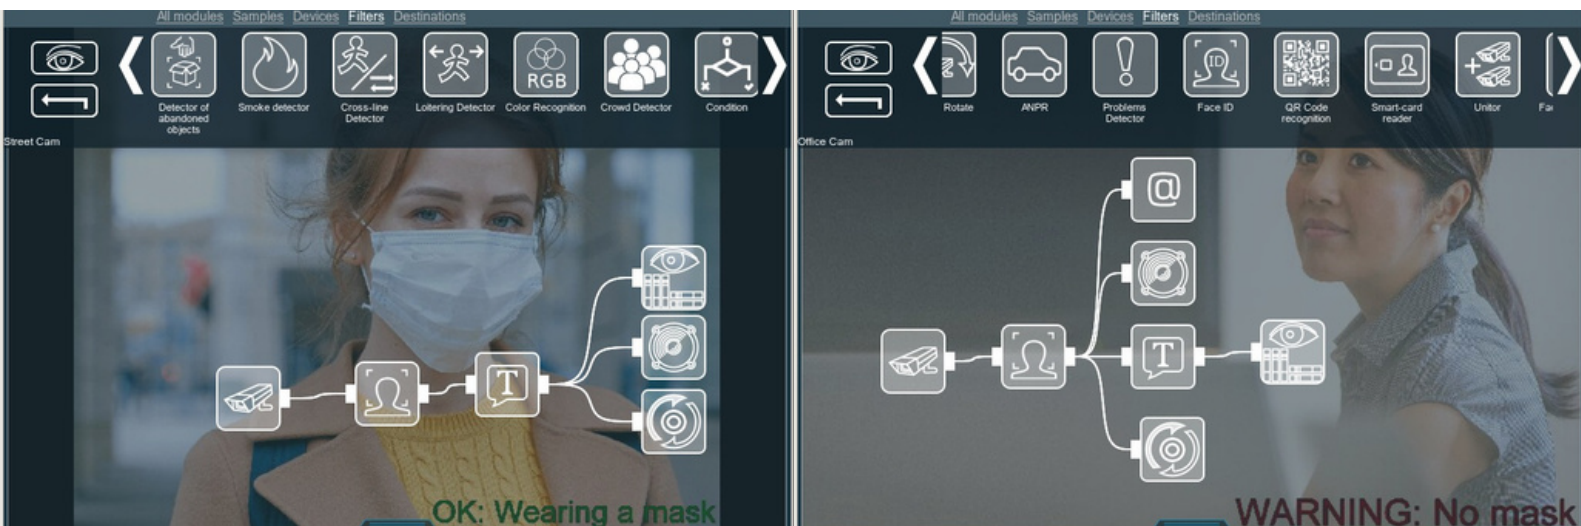 All modules Samples Devices Filters Destinations
Detector of
abandoned
objects
Smoke detector
Cross-line
Detector
Loitering Detector
RGB
Color Recognition
Crowd Detector
Condition
Street Cam
T
OK: Wearing a mask
All modules Samples Devices Filters Destinations
Rotate
ANPR
Problems
Detector
ID
Face ID
QR Code
recognition
Smart-card
reader
Unitor
Office Cam
@
T
WARNING: No mask